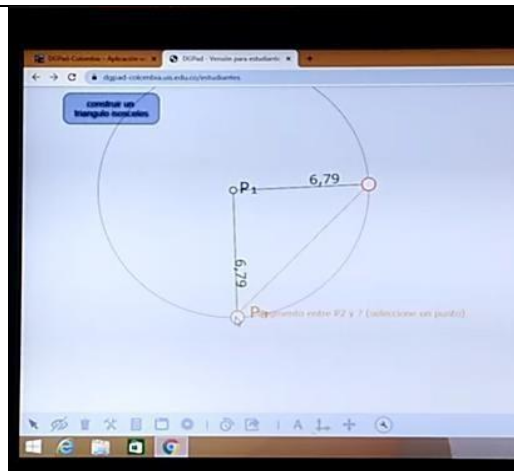 DGPad-Colombia - Aplicación w
DGPad - Versión para estudiante
dgpad-colombia.uis.edu.co/estudiantes
construir un
triangulo isosceles
P1
6,79
6,79
entre P2 y ? (seleccione un punto)
A